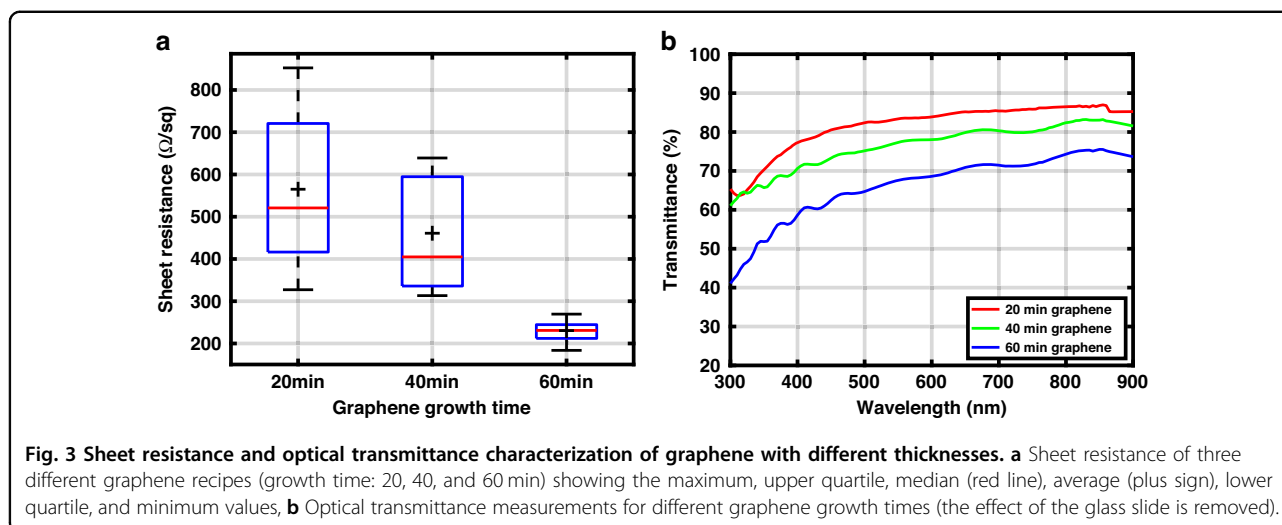 a
Sheet resistance (Ω/sq)
800
700
600
500
400
300
200
20min 40min 60min
Graphene growth time
b
Transmittance (%)
100
90
80
70
60
50
40
30
20
20 min graphene
40 min graphene
60 min graphene
300 400 500 600 700 800 900
Wavelength (nm)
Fig. 3 Sheet resistance and optical transmittance characterization of graphene with different thicknesses. a Sheet resistance of three
different graphene recipes (growth time: 20, 40, and 60 min) showing the maximum, upper quartile, median (red line), average (plus sign), lower
quartile, and minimum values, b Optical transmittance measurements for different graphene growth times (the effect of the glass slide is removed).